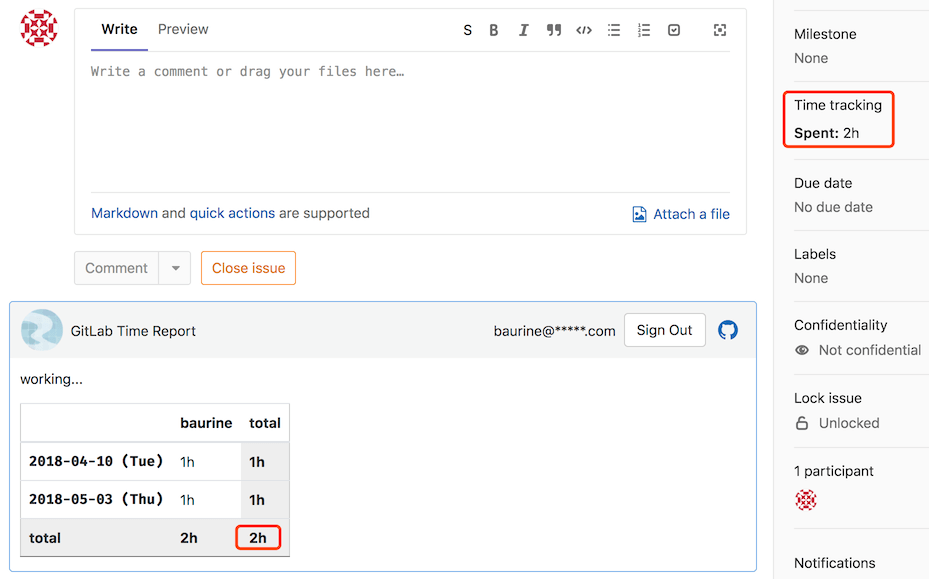 Write Preview S B I
Write a comment or drag your files here…
Markdown and quick actions are supported
Attach a file
Comment
Close issue
GitLab Time Report
baurine@*****.com
Sign Out
working...
baurine total
2018-04-10 (Tue) 1h 1h
2018-05-03 (Thu) 1h 1h
total 2h 2h
Milestone
None
Time tracking
Spent: 2h
Due date
No due date
Labels
None
Confidentiality
Not confidential
Lock issue
Unlocked
1 participant
Notifications